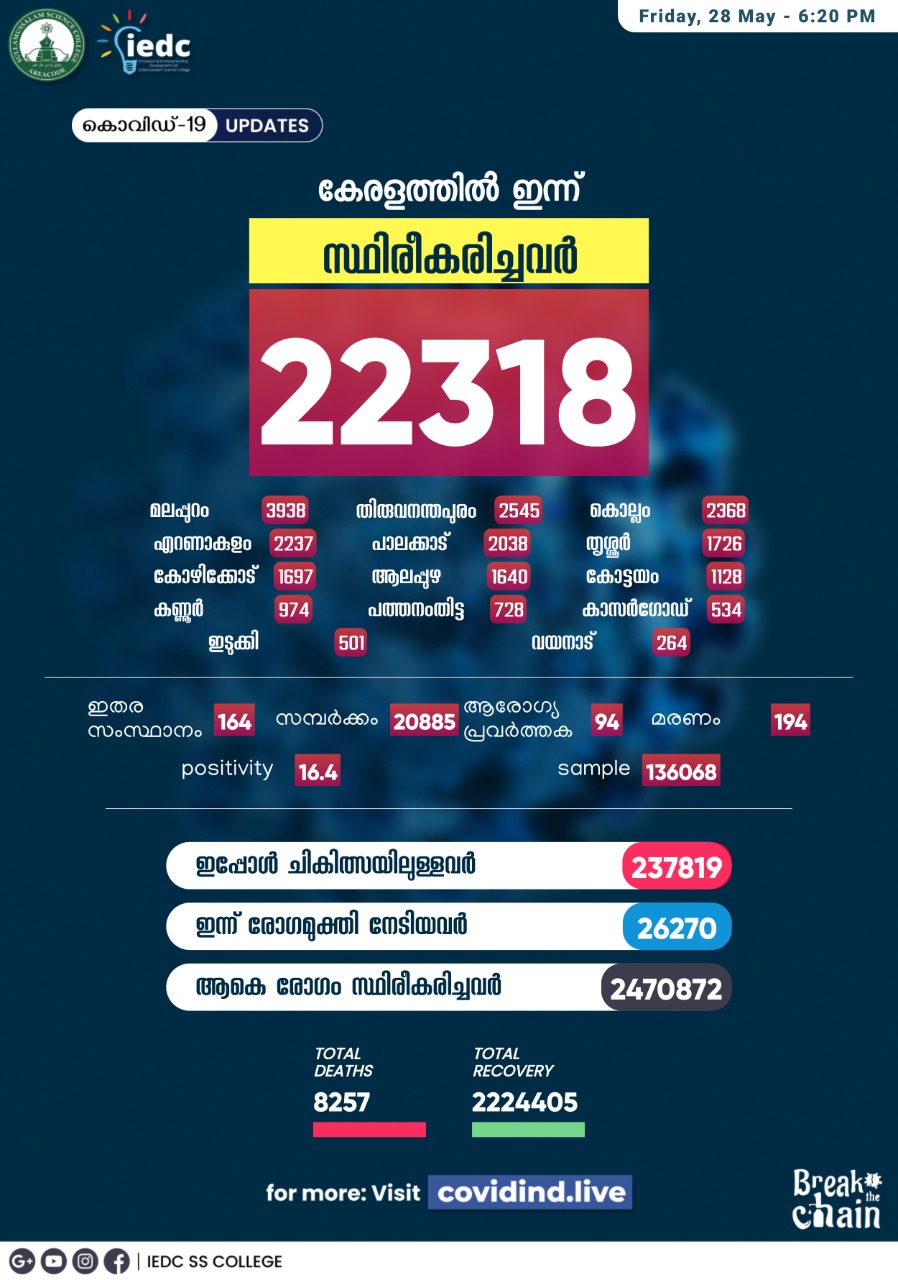 Friday, 28 May - 6:20 PM
SULLAMUSSALAM SCIENCE COLLEGE
AREACODE
iedc
കൊവിഡ്-19 UPDATES
കേരളത്തിൽ ഇന്ന്
സ്ഥിരീകരിച്ചവർ
22318
മലപ്പുറം 3938 തിരുവനന്തപുരം 2545 കൊല്ലം 2368
എറണാകുളം 2237 പാലക്കാട് 2038 തൃശ്ശൂർ 1726
കോഴിക്കോട് 1697 ആലപ്പുഴ 1640 കോട്ടയം 1128
കണ്ണൂർ 974 പത്തനംതിട്ട 728 കാസർഗോഡ് 534
ഇടുക്കി 501 വയനാട് 264
ഇതര സംസ്ഥാനം 164 സമ്പർക്കം 20885 ആരോഗ്യ പ്രവർത്തക 94 മരണം 194
positivity 16.4 sample 136068
ഇപ്പോൾ ചികിത്സയിലുള്ളവർ 237819
ഇന്ന് രോഗമുക്തി നേടിയവർ 26270
ആകെ രോഗം സ്ഥിരീകരിച്ചവർ 2470872
TOTAL DEATHS
8257
TOTAL RECOVERY
2224405
for more: Visit covidind.live
Break the chain
IEDC SS COLLEGE